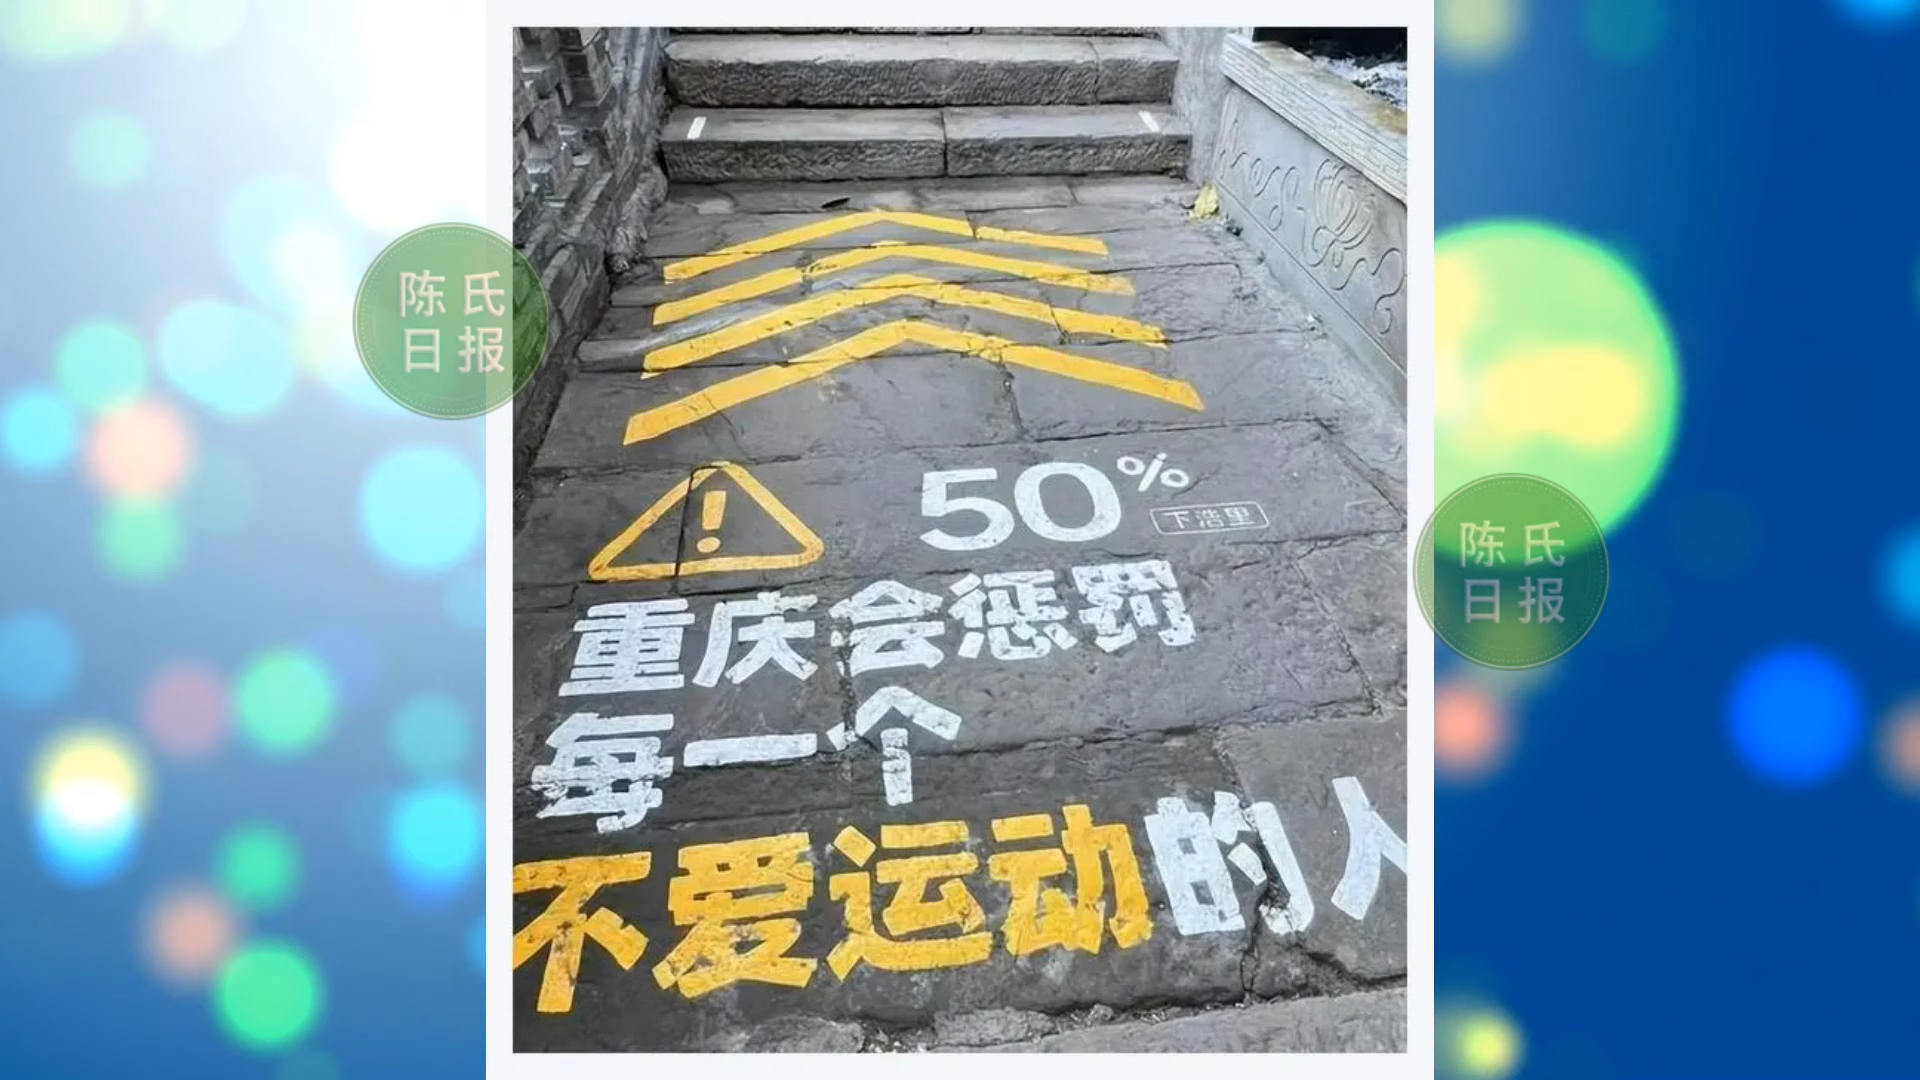 陈氏
日报
50%
下浩里
重庆会惩罚
每一个
不爱运动的人
陈氏
日报